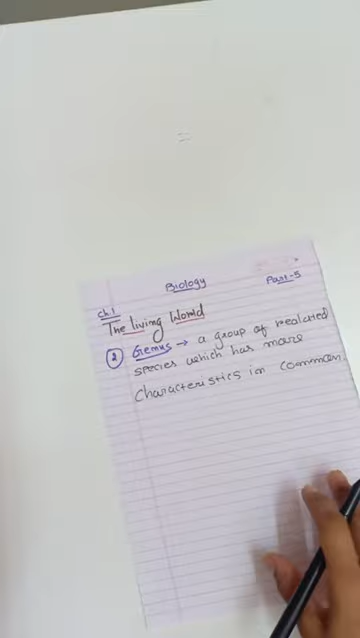 Biology
Part-5
Ch.1
The living World
2 Genus → a group of realated
species which has more
characteristics in common.